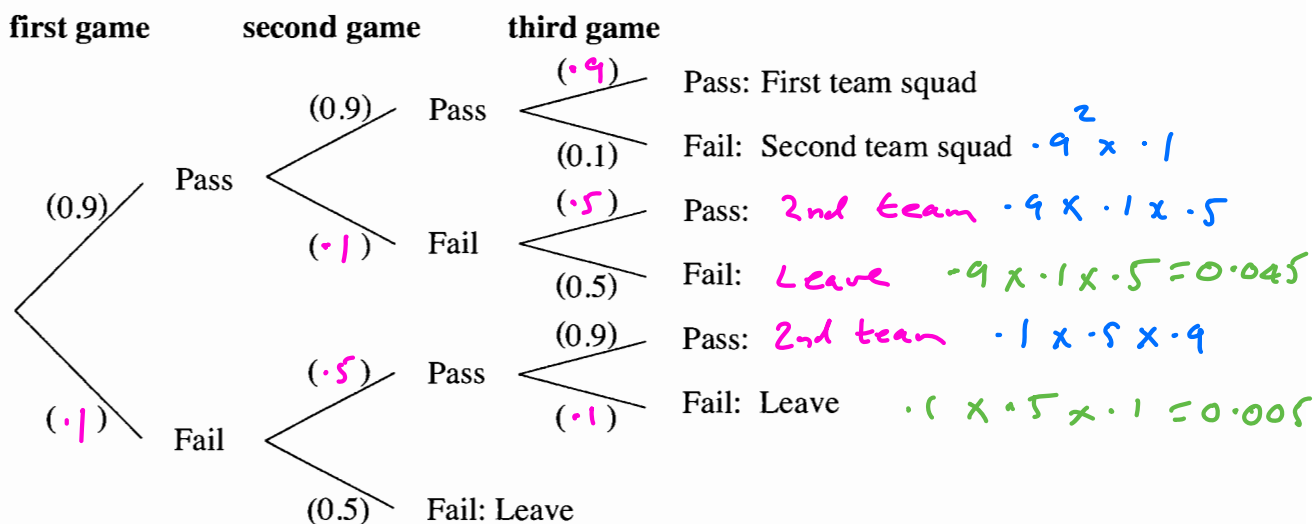 first game second game third game
(.9) Pass: First team squad
(0.9) Pass
(0.1) Fail: Second team squad .9² x .1
Pass
(0.9) (.5) Pass: 2nd team .9 x .1 x .5
(.1) Fail
(0.5) Fail: Leave .9 x .1 x .5 = 0.045
(0.9) Pass: 2nd team .1 x .5 x .9
(.5) Pass
(.1) Fail: Leave .1 x .5 x .1 = 0.005
(.1) Fail
(0.5) Fail: Leave